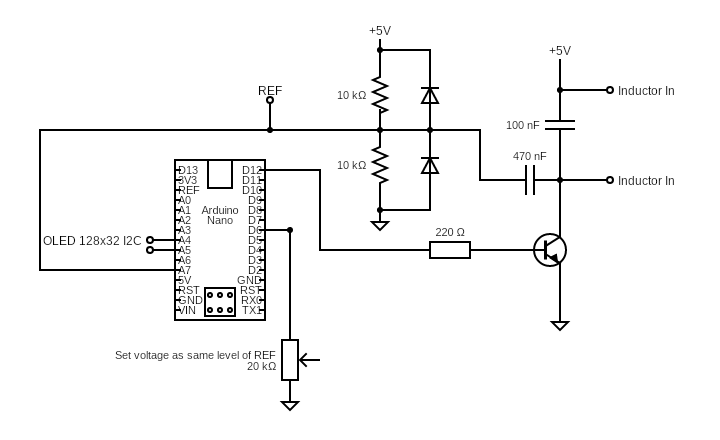 +5V
+5V
REF
10 kΩ
Inductor In
100 nF
470 nF
10 kΩ
Inductor In
D13
3V3
REF
A0
A1
A2
A3
A4
A5
A6
A7
5V
RST
GND
VIN
Arduino
Nano
D12
D11
D10
D9
D8
D7
D6
D5
D4
D3
D2
GND
RST
RX0
TX1
OLED 128x32 I2C
220 Ω
Set voltage as same level of REF
20 kΩ